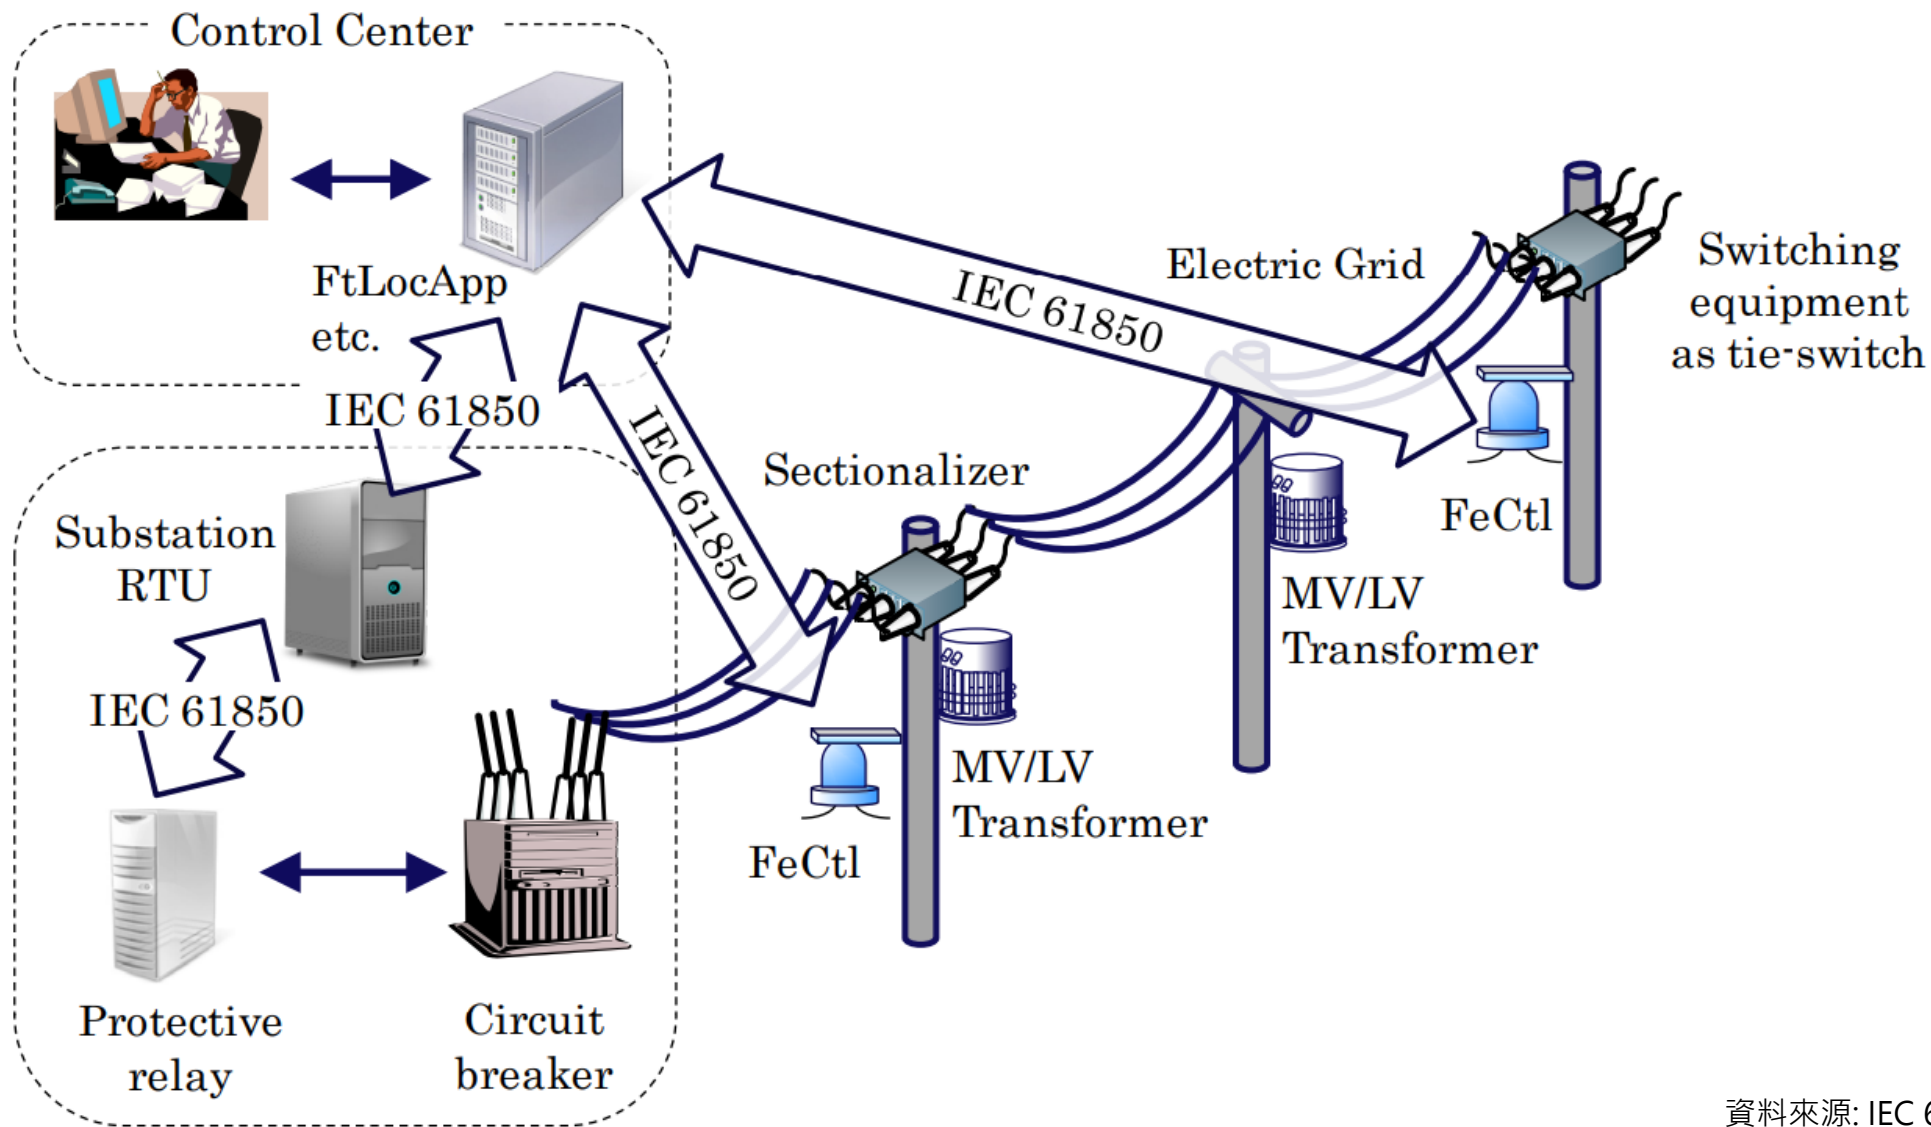 Control Center
FtLocApp
etc.
IEC 61850
IEC 61850
IEC 61850
Electric Grid
Switching
equipment
as tie-switch
Sectionalizer
FeCtl
MV/LV
Transformer
Substation
RTU
IEC 61850
MV/LV
Transformer
FeCtl
Protective
relay
Circuit
breaker
資料來源: IEC